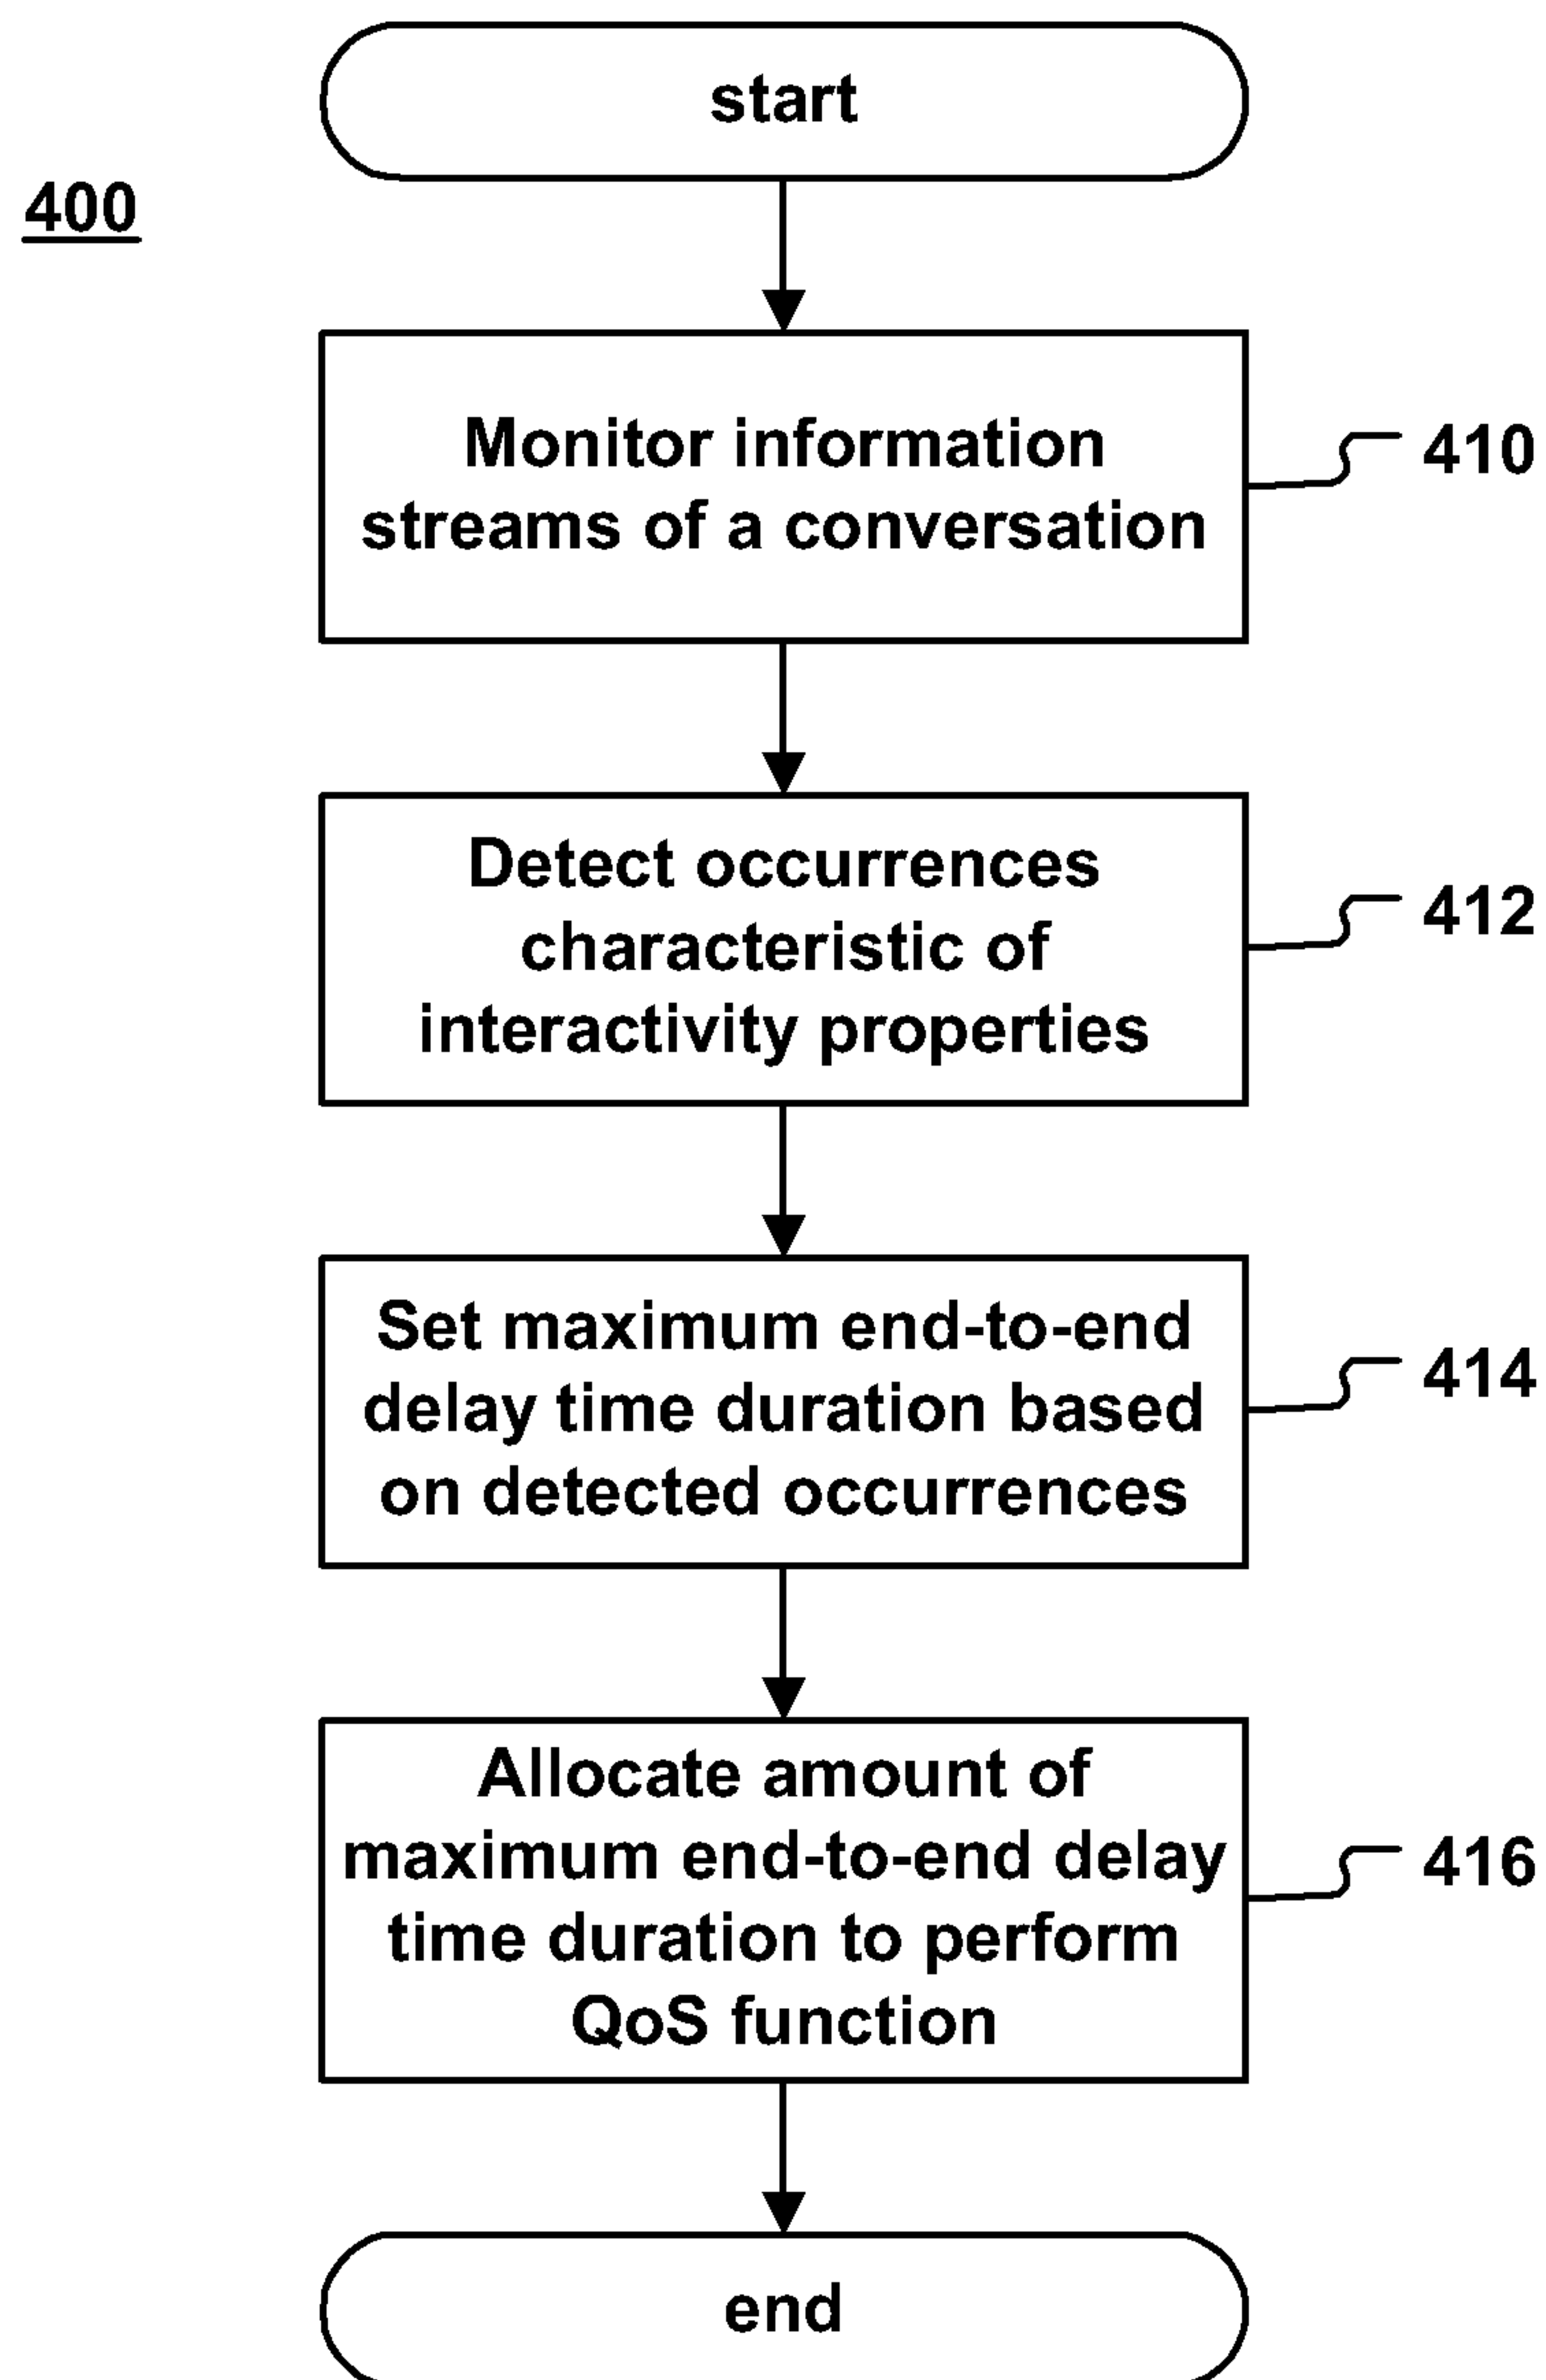 start
400
Monitor information
streams of a conversation
410
Detect occurrences
characteristic of
interactivity properties
412
Set maximum end-to-end
delay time duration based
on detected occurrences
414
Allocate amount of
maximum end-to-end delay
time duration to perform
QoS function
416
end